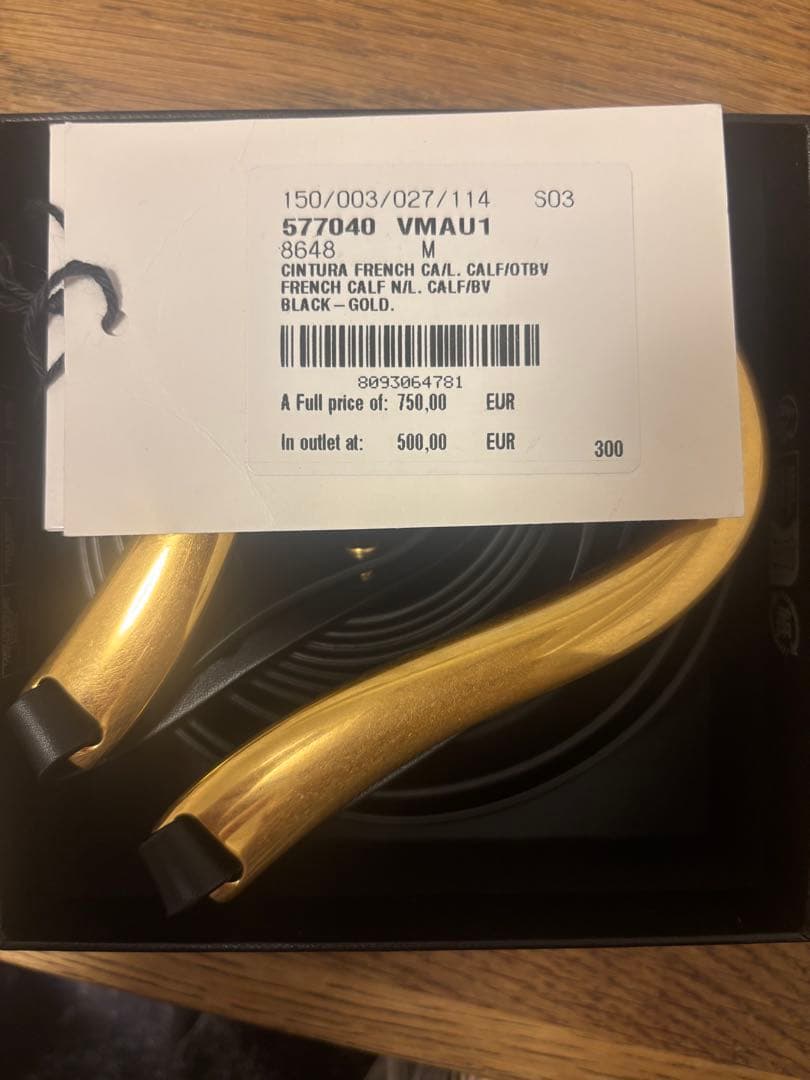 150/003/027/114 S03
577040 VMAU1
8648 M
CINTURA FRENCH CA/L. CALF/OTBV
FRENCH CALF N/L. CALF/BV
BLACK-GOLD.
8093064781
A Full price of: 750,00 EUR
In outlet at: 500,00 EUR
300